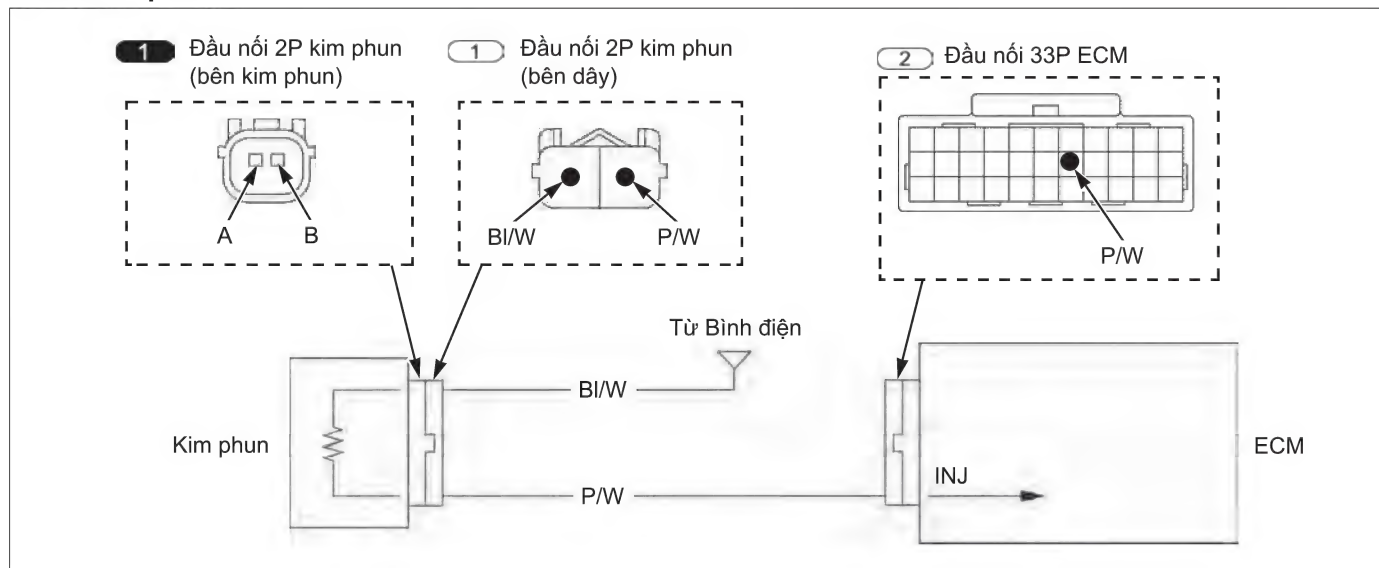 1 Đầu nối 2P kim phun
(bên kim phun)
1 Đầu nối 2P kim phun
(bên dây)
2 Đầu nối 33P ECM
A B
Bl/W P/W
P/W
Từ Bình điện
Bl/W
Kim phun
ECM
INJ
P/W